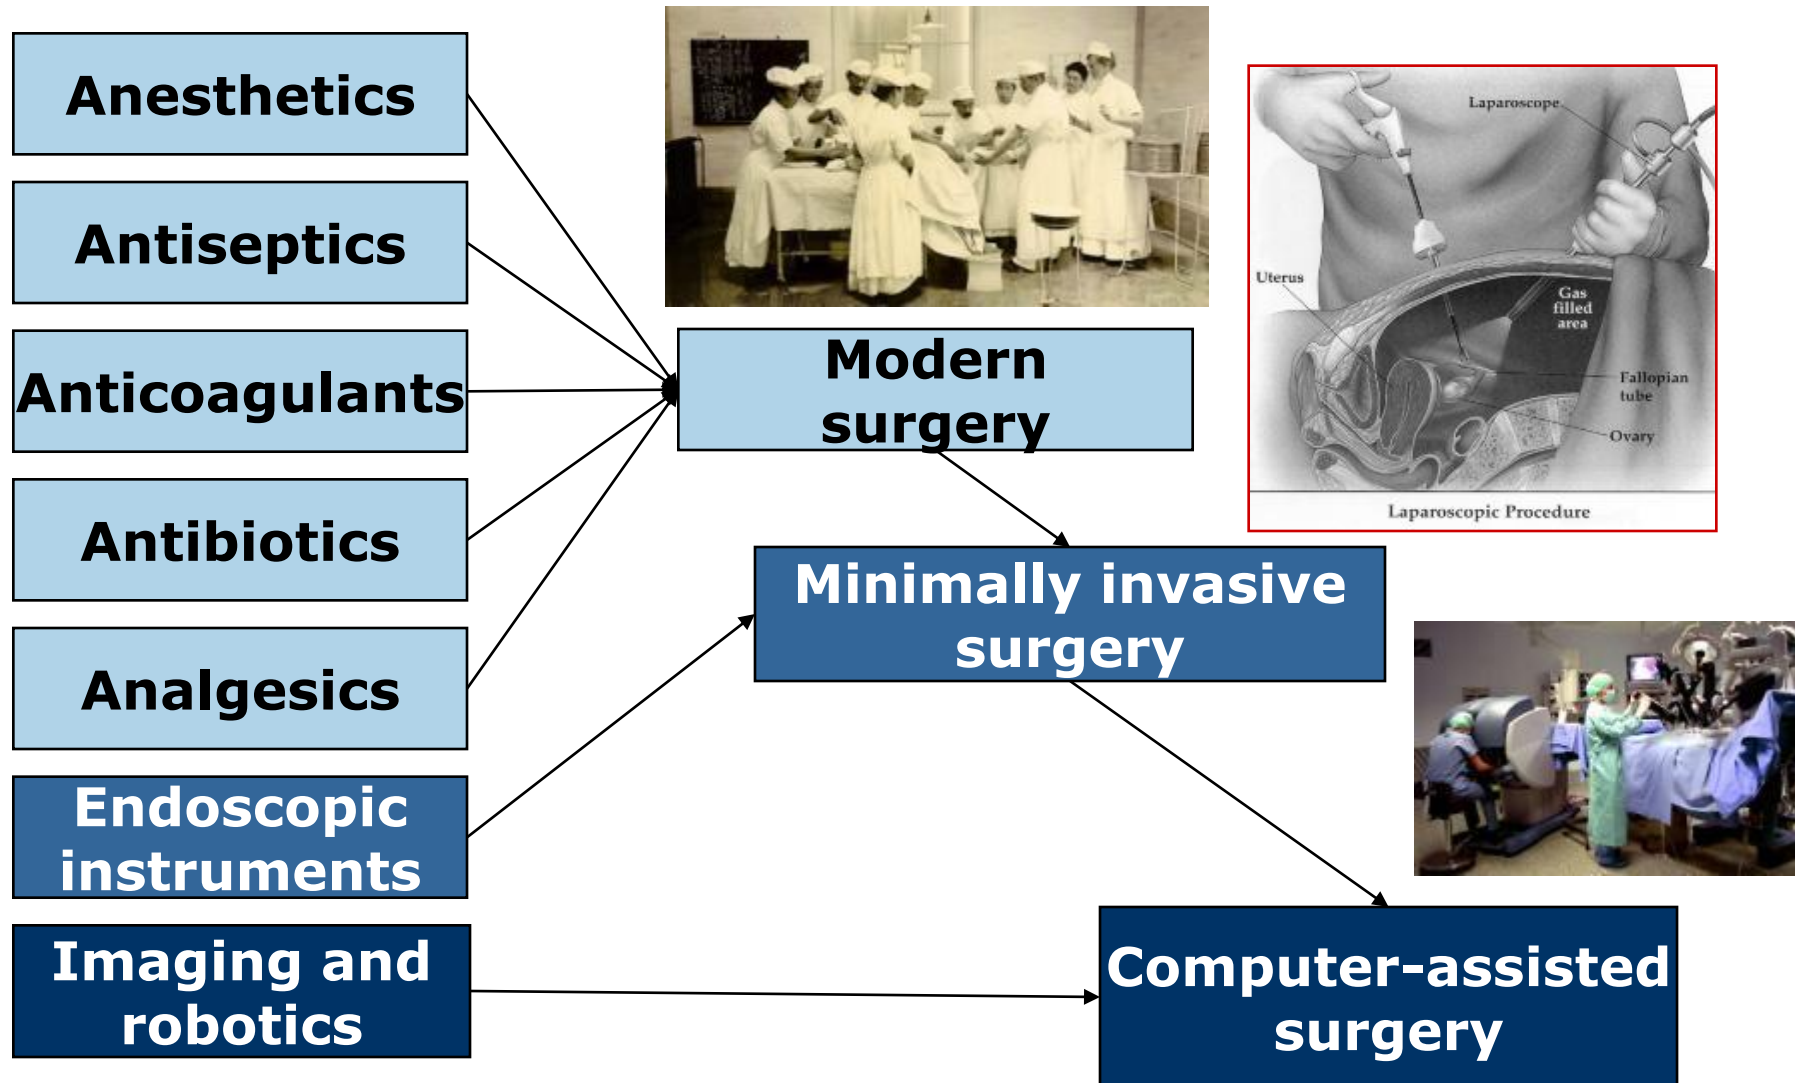 Anesthetics
Antiseptics
Anticoagulants
Antibiotics
Analgesics
Endoscopic
instruments
Imaging and
robotics
Modern
surgery
Minimally invasive
surgery
Computer-assisted
surgery
Laparoscope
Uterus
Gas
filled
area
Fallopian
tube
Ovary
Laparoscopic Procedure